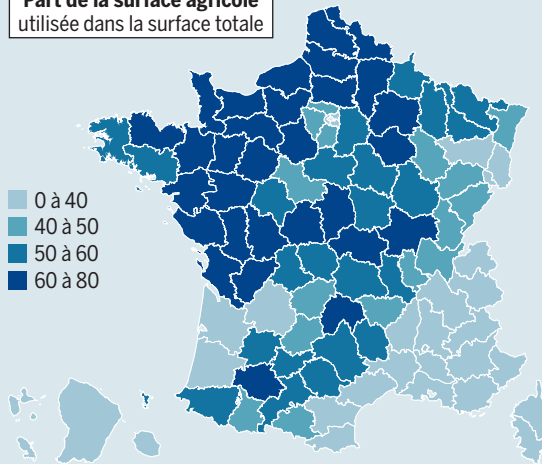 Part de la surface agricole
utilisée dans la surface totale
0 à 40
40 à 50
50 à 60
60 à 80